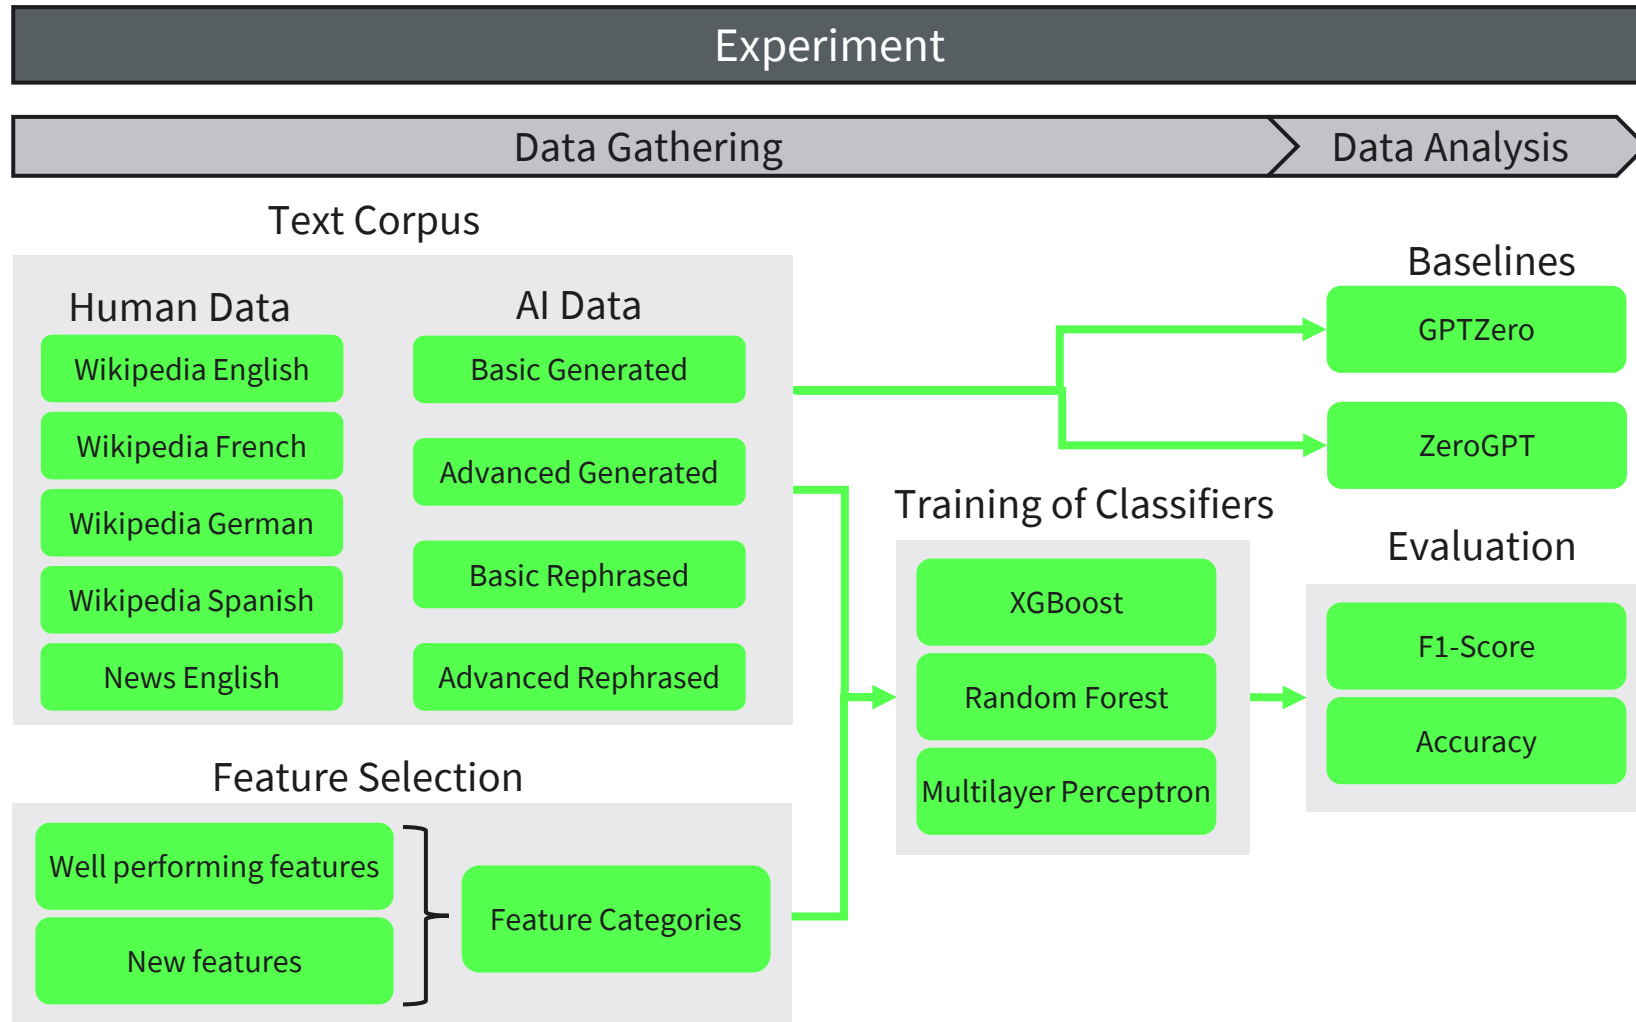 Experiment
Data Gathering
Data Analysis
Text Corpus
Human Data
Wikipedia English
Wikipedia French
Wikipedia German
Wikipedia Spanish
News English
AI Data
Basic Generated
Advanced Generated
Basic Rephrased
Advanced Rephrased
Feature Selection
Well performing features
New features
Feature Categories
Training of Classifiers
XGBoost
Random Forest
Multilayer Perceptron
Baselines
GPTZero
ZeroGPT
Evaluation
F1-Score
Accuracy